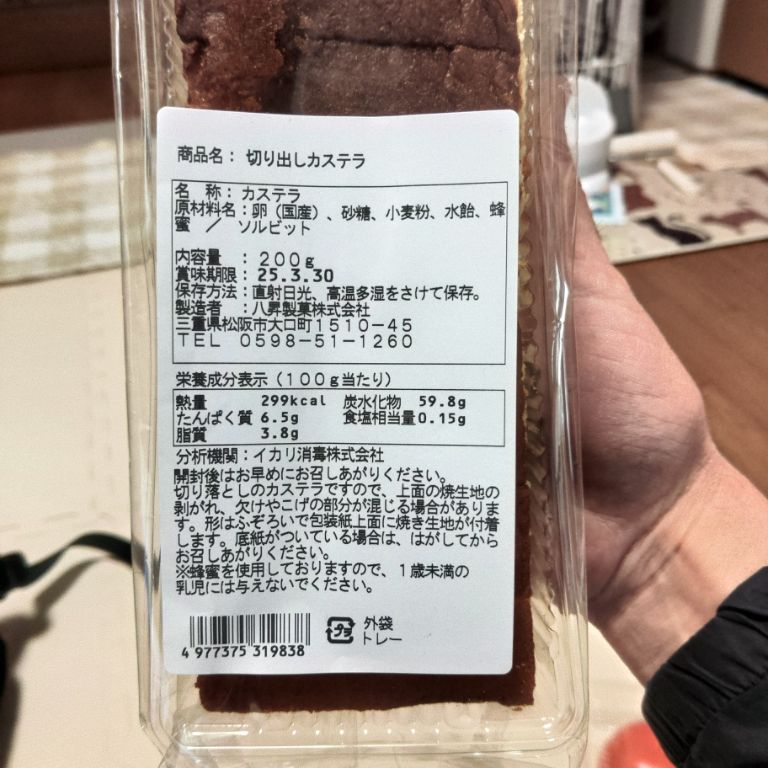 商品名： 切り出しカステラ
名　称： カステラ
原材料名：卵（国産）、砂糖、小麦粉、水飴、蜂
蜜　／　ソルビット
内容量　：２００ｇ
賞味期限：25.3.30
保存方法：直射日光、高温多湿をさけて保存。
製造者　：八昇製菓株式会社
三重県松阪市大口町１５１０－４５
ＴＥＬ　０５９８－５１－１２６０
栄養成分表示（１００ｇ当たり）
熱量 299kcal 炭水化物 59.8g
たんぱく質 6.5g 食塩相当量 0.15g
脂質 3.8g
分析機関：イカリ消毒株式会社
開封後はお早めにお召しあがりください。
切り落としのカステラですので、上面の焼生地の
剥がれ、欠けやこげの部分が混じる場合がありま
す。形はふぞろいで包装紙上面に焼き生地が付着
します。底紙がついている場合は、はがしてから
お召しあがりください。
※蜂蜜を使用しておりますので、１歳未満の
乳児には与えないでください。
プラ 外袋
トレー
4 977375 319838